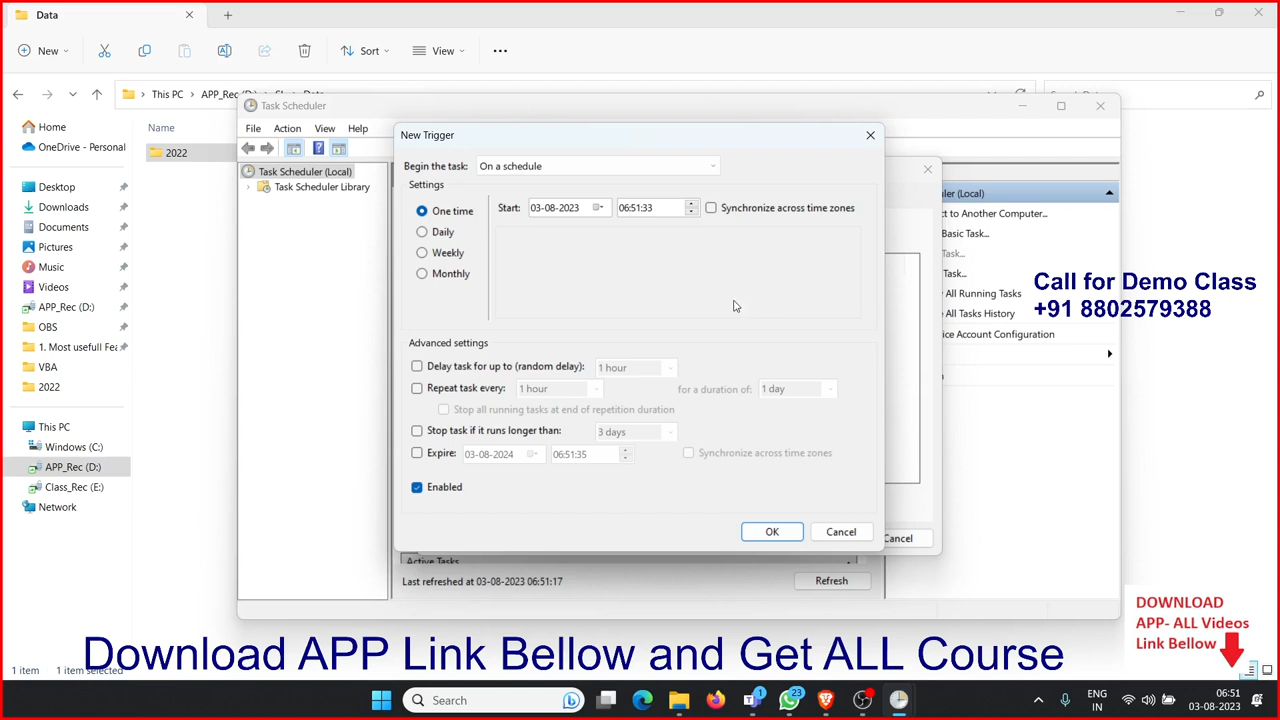 Data
New
Sort
View
This PC
APP_Rec (D:)
Task Scheduler
Home
OneDrive - Personal
Desktop
Downloads
Documents
Pictures
Music
Videos
APP_Rec (D:)
OBS
1. Most usefull Fea
VBA
2022
This PC
Windows (C:)
APP_Rec (D:)
Class_Rec (E:)
Network
Name
2022
File Action View Help
Task Scheduler (Local)
Task Scheduler Library
New Trigger
Begin the task: On a schedule
Settings
One time
Daily
Weekly
Monthly
Start: 03-08-2023 06:51:33 Synchronize across time zones
Advanced settings
Delay task for up to (random delay): 1 hour
Repeat task every: 1 hour for a duration of: 1 day
Stop all running tasks at end of repetition duration
Stop task if it runs longer than: 3 days
Expire: 03-08-2024 06:51:35 Synchronize across time zones
Enabled
OK Cancel
Cancel
Active Tasks
Last refreshed at 03-08-2023 06:51:17 Refresh
ler (Local)
ct to Another Computer...
Basic Task...
Task...
Task...
All Running Tasks
All Tasks History
ice Account Configuration
Call for Demo Class
+91 8802579388
DOWNLOAD
APP- ALL Videos
Link Bellow
Download APP Link Bellow and Get ALL Course
1 item 1 item selected
Search
1
23
ENG
IN
06:51
03-08-2023